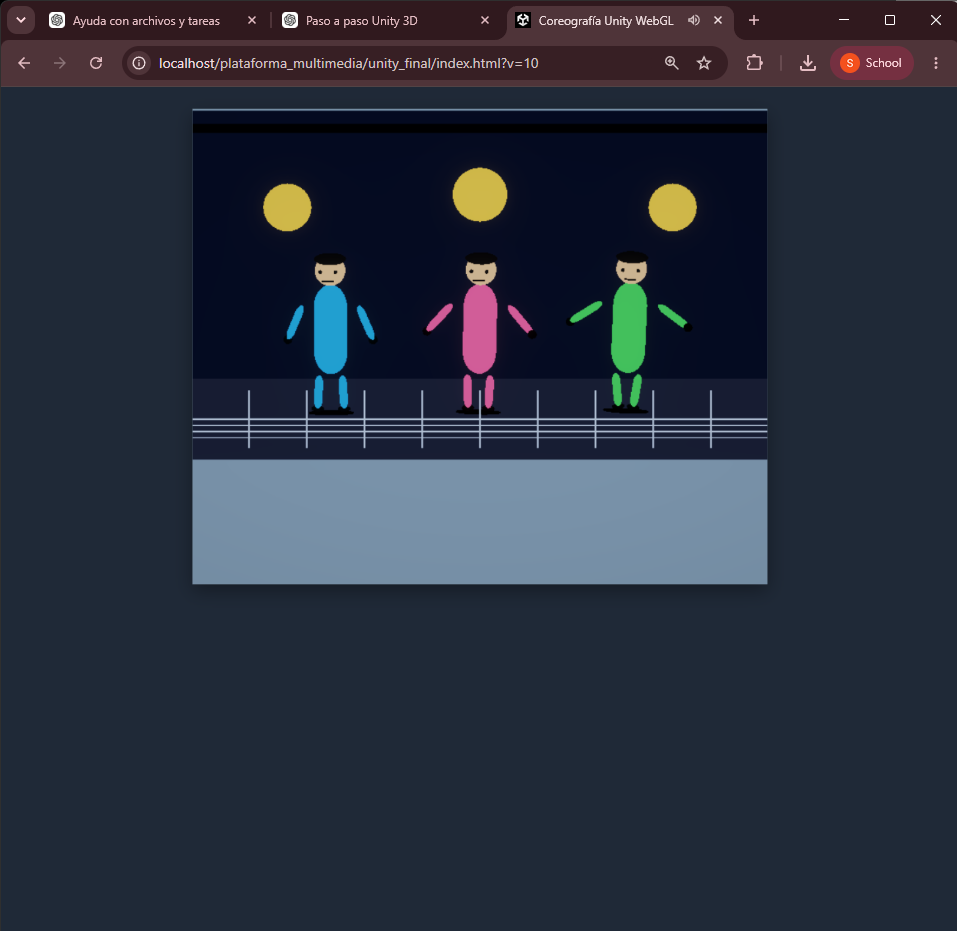 Ayuda con archivos y tareas
Paso a paso Unity 3D
Coreografía Unity WebGL
localhost/plataforma_multimedia/unity_final/index.html?v=10
S School